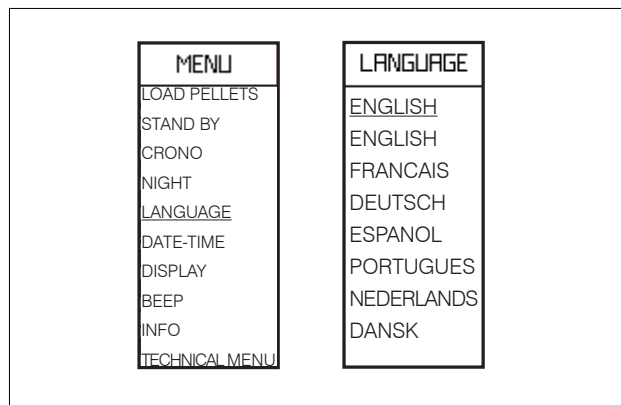 MENU
LOAD PELLETS
STAND BY
CRONO
NIGHT
LANGUAGE
DATE-TIME
DISPLAY
BEEP
INFO
TECHNICAL MENU
LANGUAGE
ENGLISH
ENGLISH
FRANCAIS
DEUTSCH
ESPANOL
PORTUGUES
NEDERLANDS
DANSK